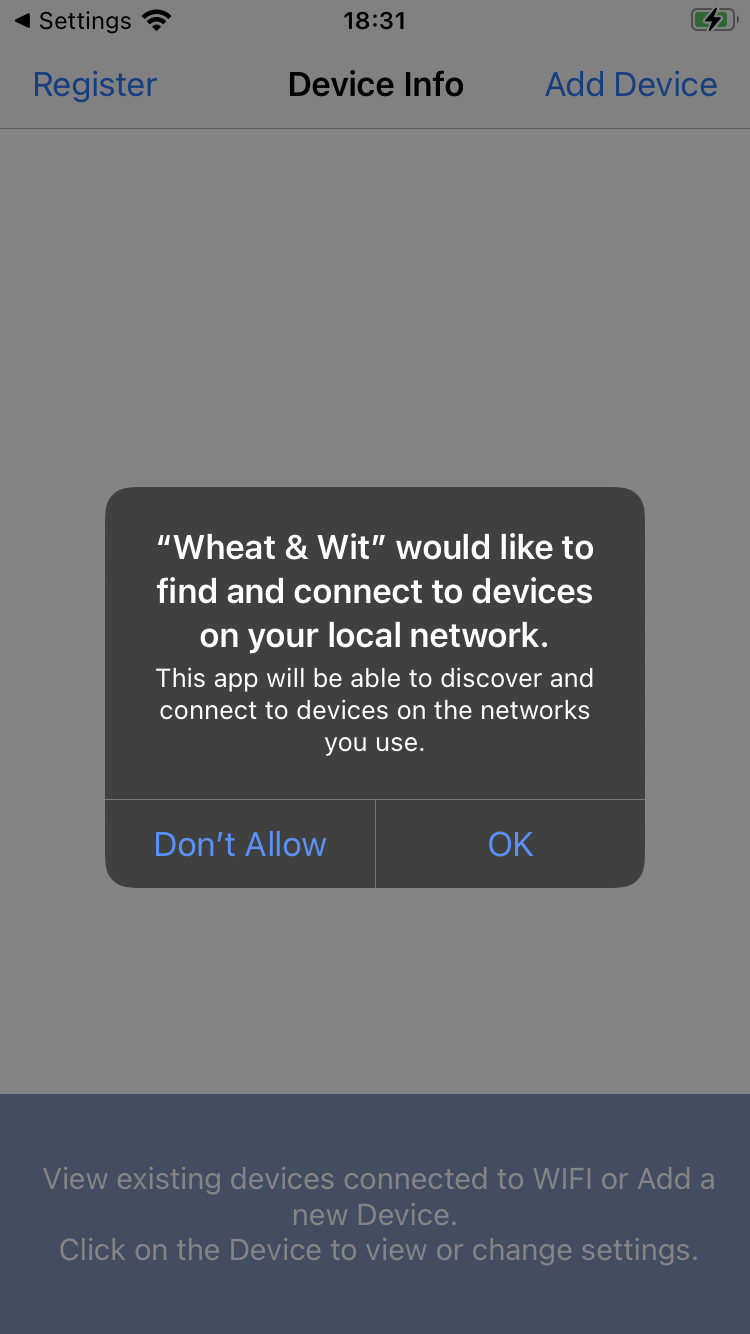 Settings
18:31
Register
Device Info
Add Device
“Wheat & Wit” would like to
find and connect to devices
on your local network.
This app will be able to discover and
connect to devices on the networks
you use.
Don’t Allow
OK
View existing devices connected to WIFI or Add a
new Device.
Click on the Device to view or change settings.